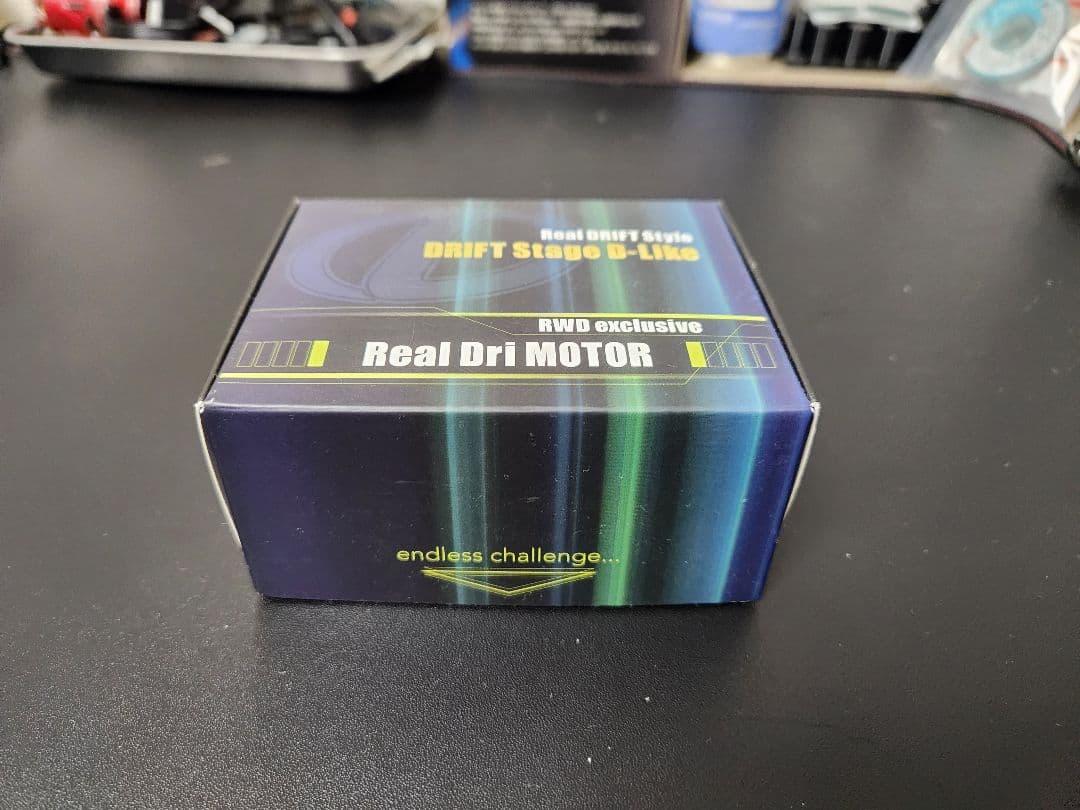 Real DRIFT Style
DRIFT Stage D-Like
RWD exclusive
Real Dri MOTOR
endless challenge...